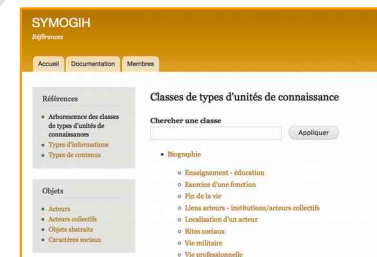 SYMOGIH
Références
Accueil Documentation Membres
Références
Arborescence des classes
de types d'unités de
connaissances
Types d'informations
Types de contenus
Objets
Acteurs
Acteurs collectifs
Objets abstraits
Caractères sociaux
Classes de types d'unités de connaissance
Chercher une classe
Appliquer
Biographie
Enseignement - éducation
Exercice d'une fonction
Fin de la vie
Liens acteurs - institutions/acteurs collectifs
Localisation d'un acteur
Rites sociaux
Vie militaire
Vie professionnelle